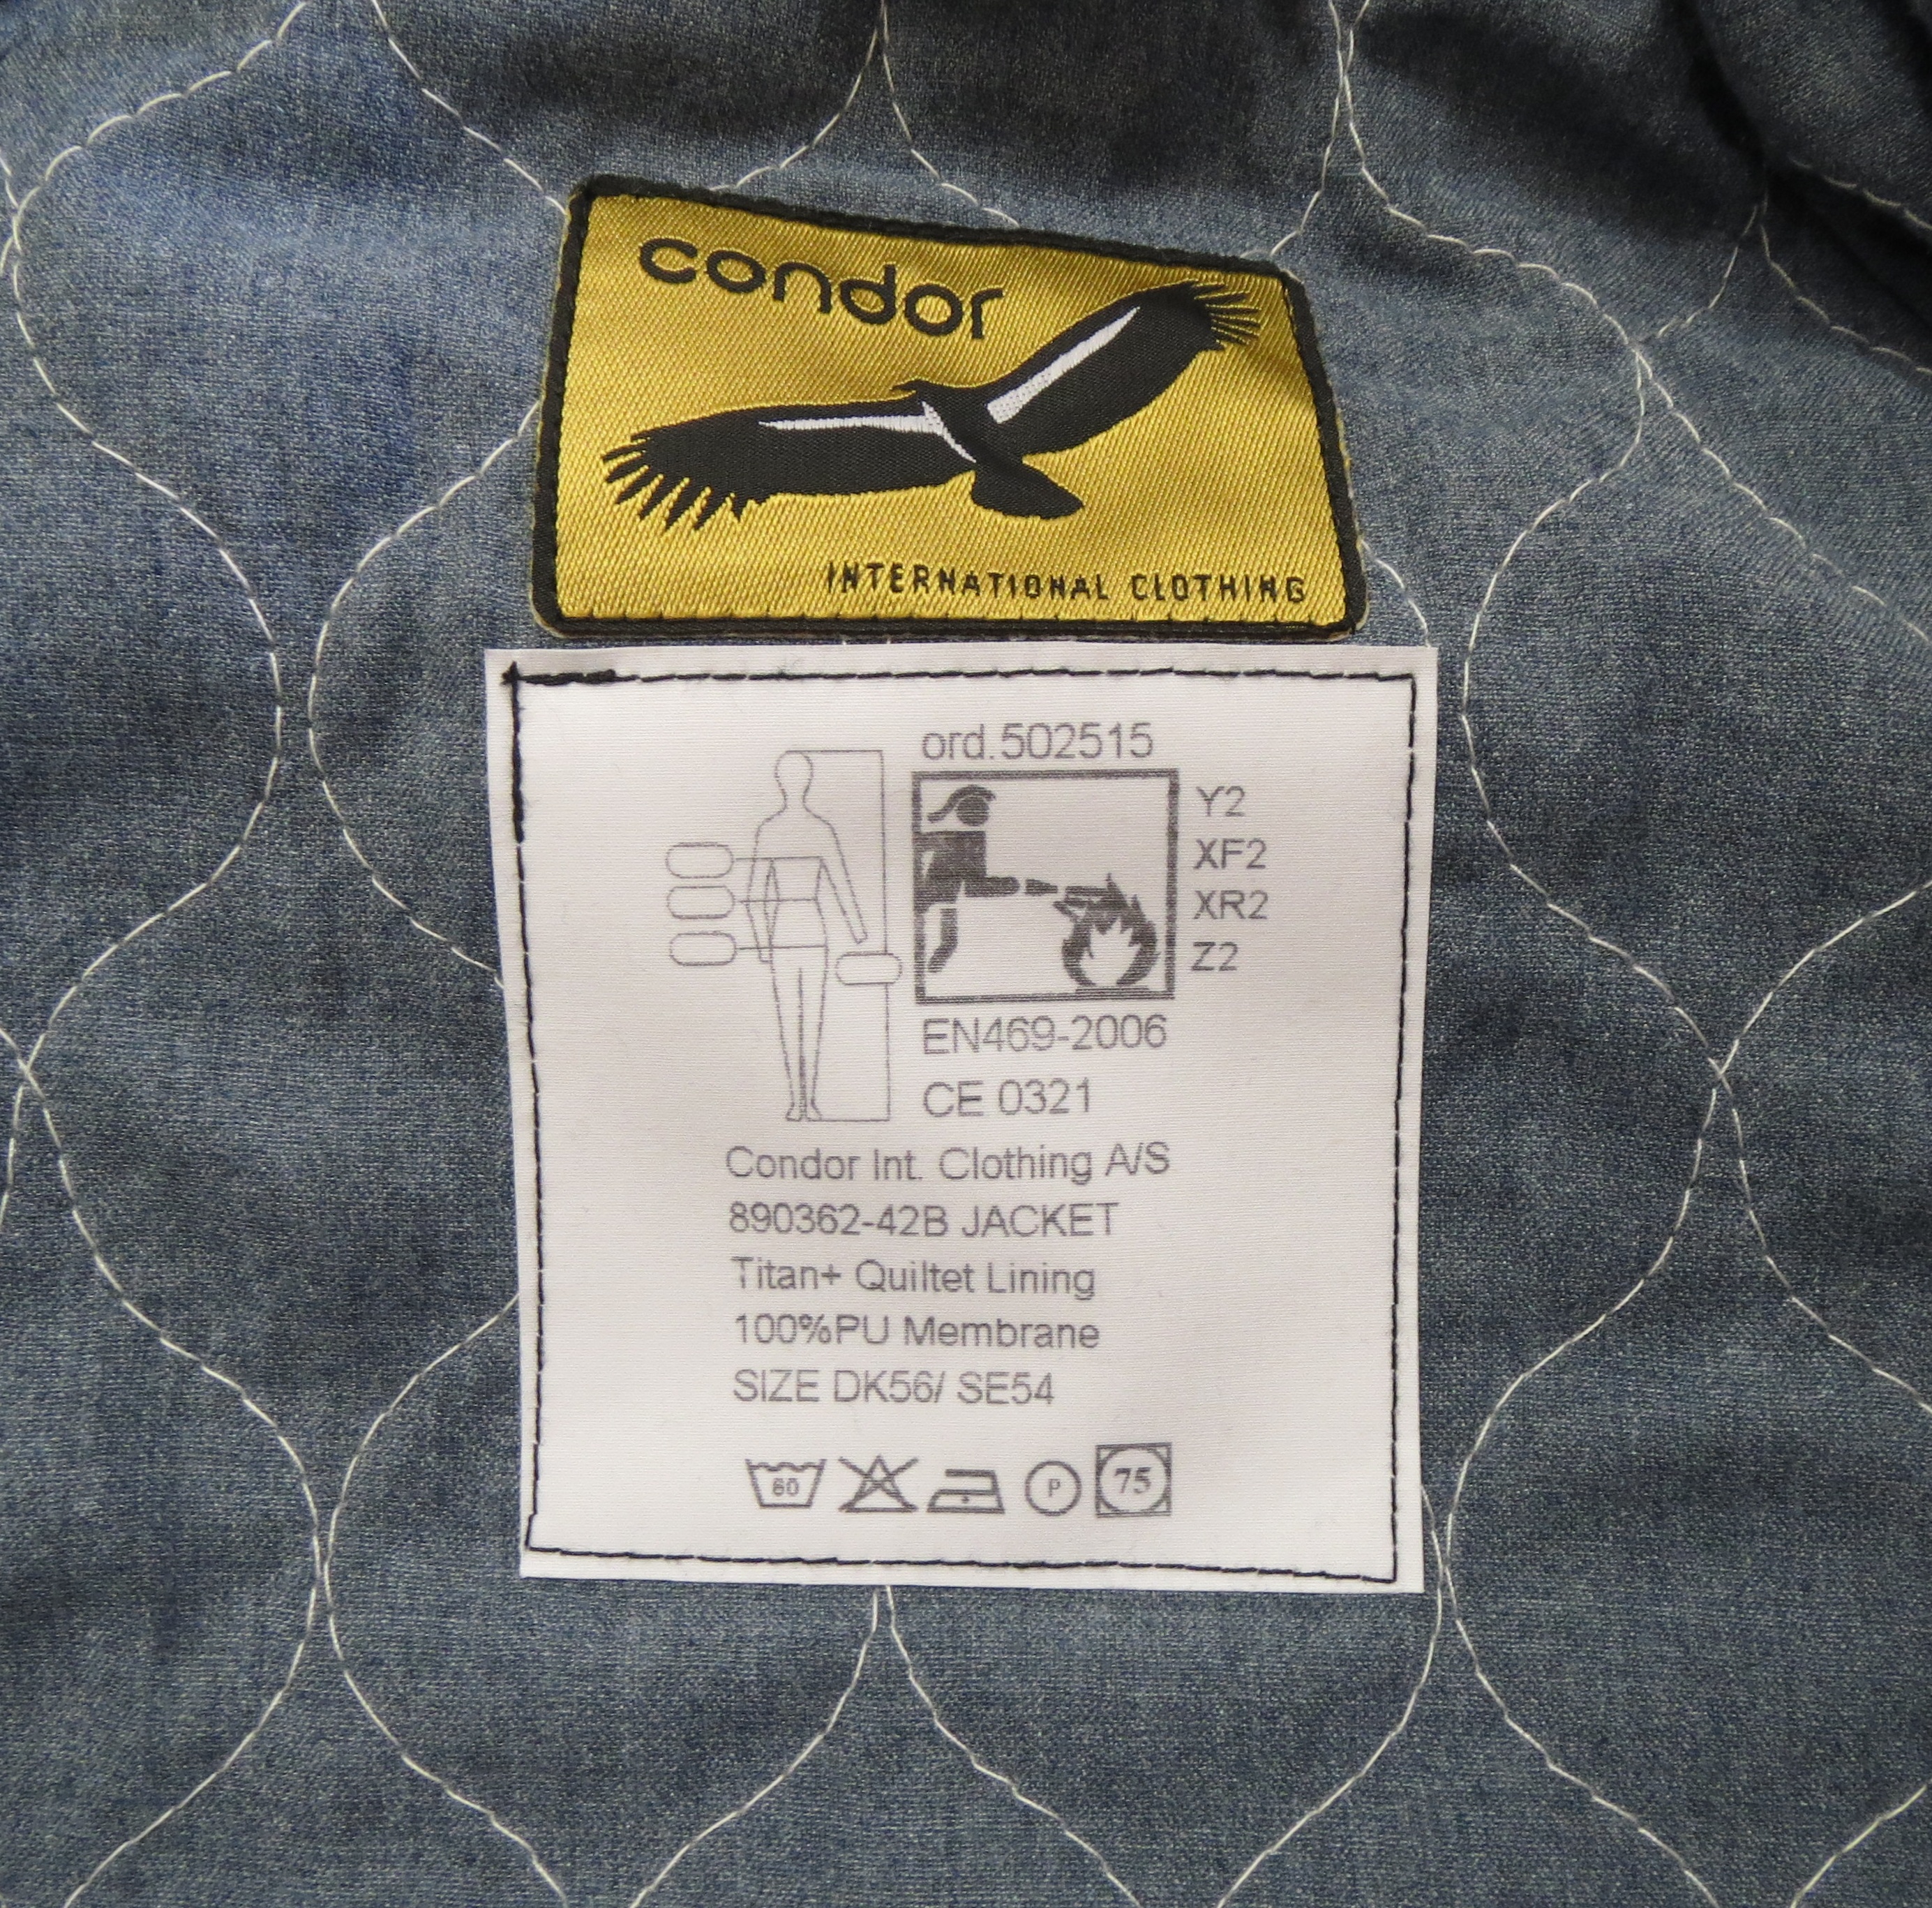 condor
INTERNATIONAL CLOTHING
ord.502515
Y2
XF2
XR2
Z2
EN469-2006
CE 0321
Condor Int. Clothing A/S
890362-42B JACKET
Titan+ Quiltet Lining
100%PU Membrane
SIZE DK56/ SE54
60 P 75